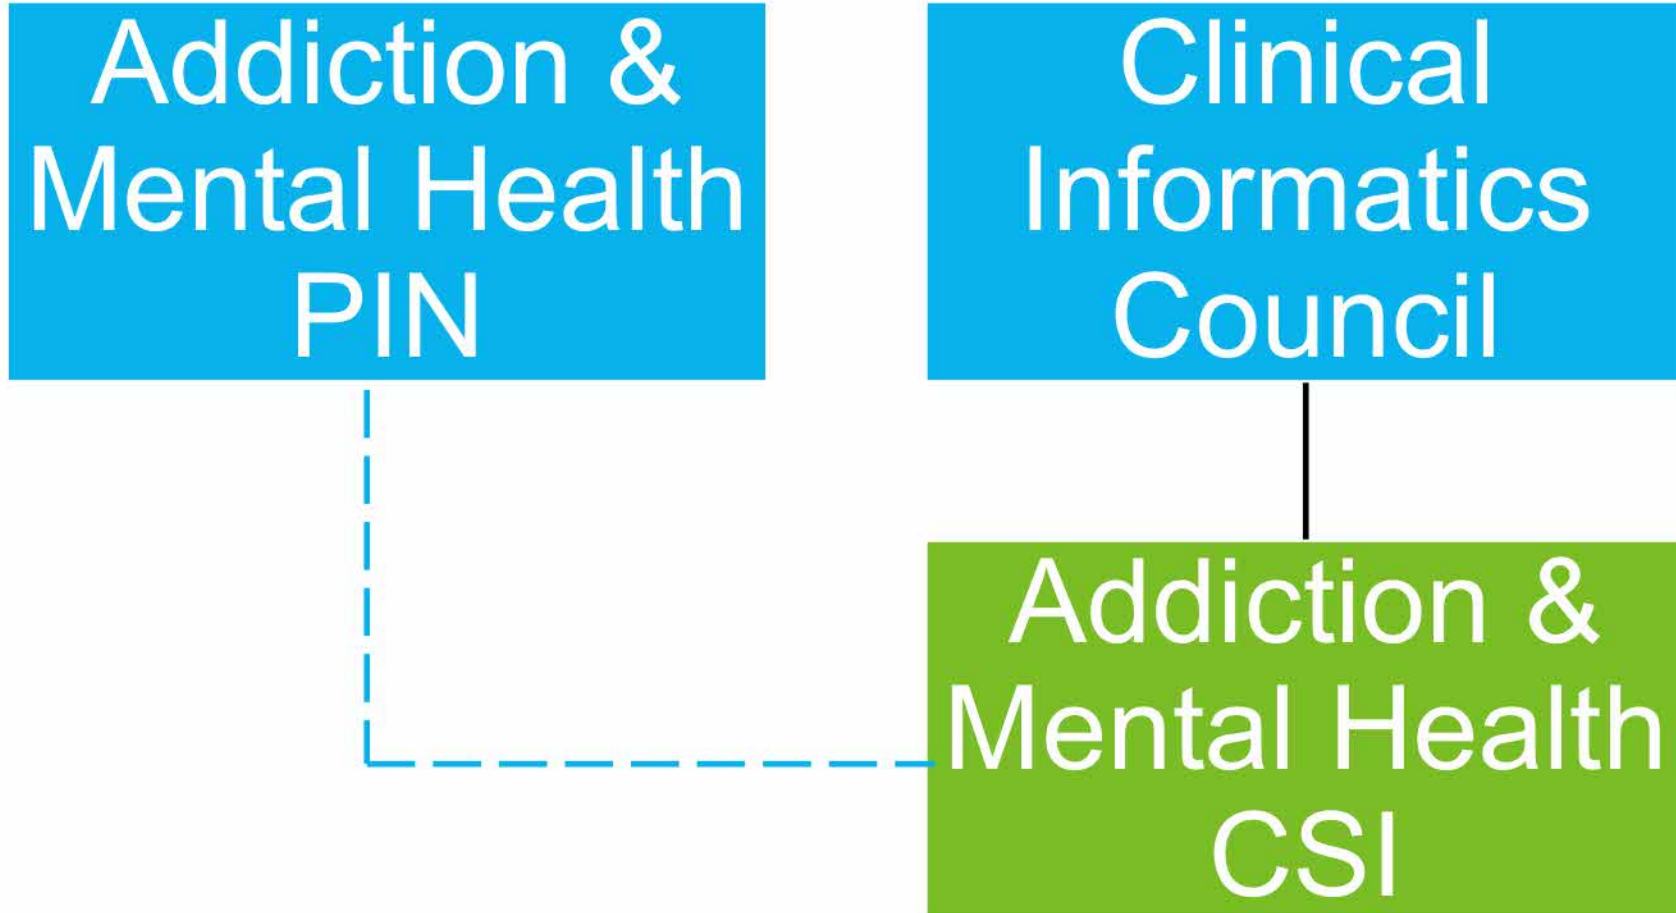 Addiction &
Mental Health
PIN
Clinical
Informatics
Council
Addiction &
Mental Health
CSI